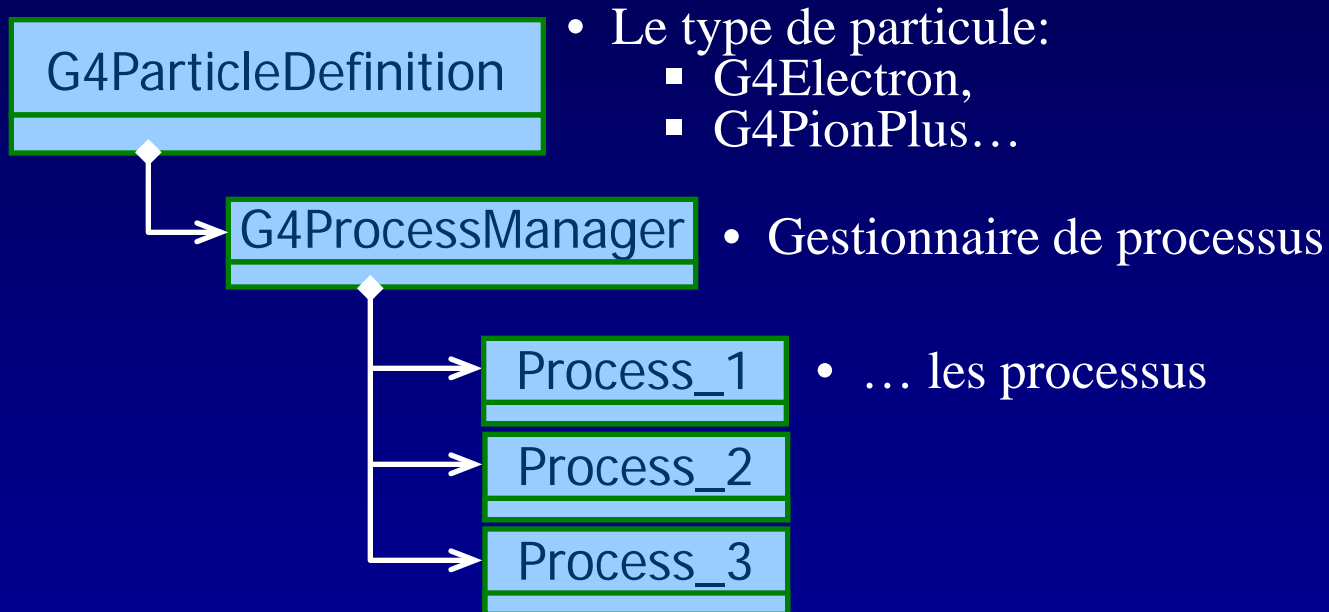 G4ParticleDefinition
• Le type de particule:
▪ G4Electron,
▪ G4PionPlus…
G4ProcessManager
• Gestionnaire de processus
Process_1
• … les processus
Process_2
Process_3